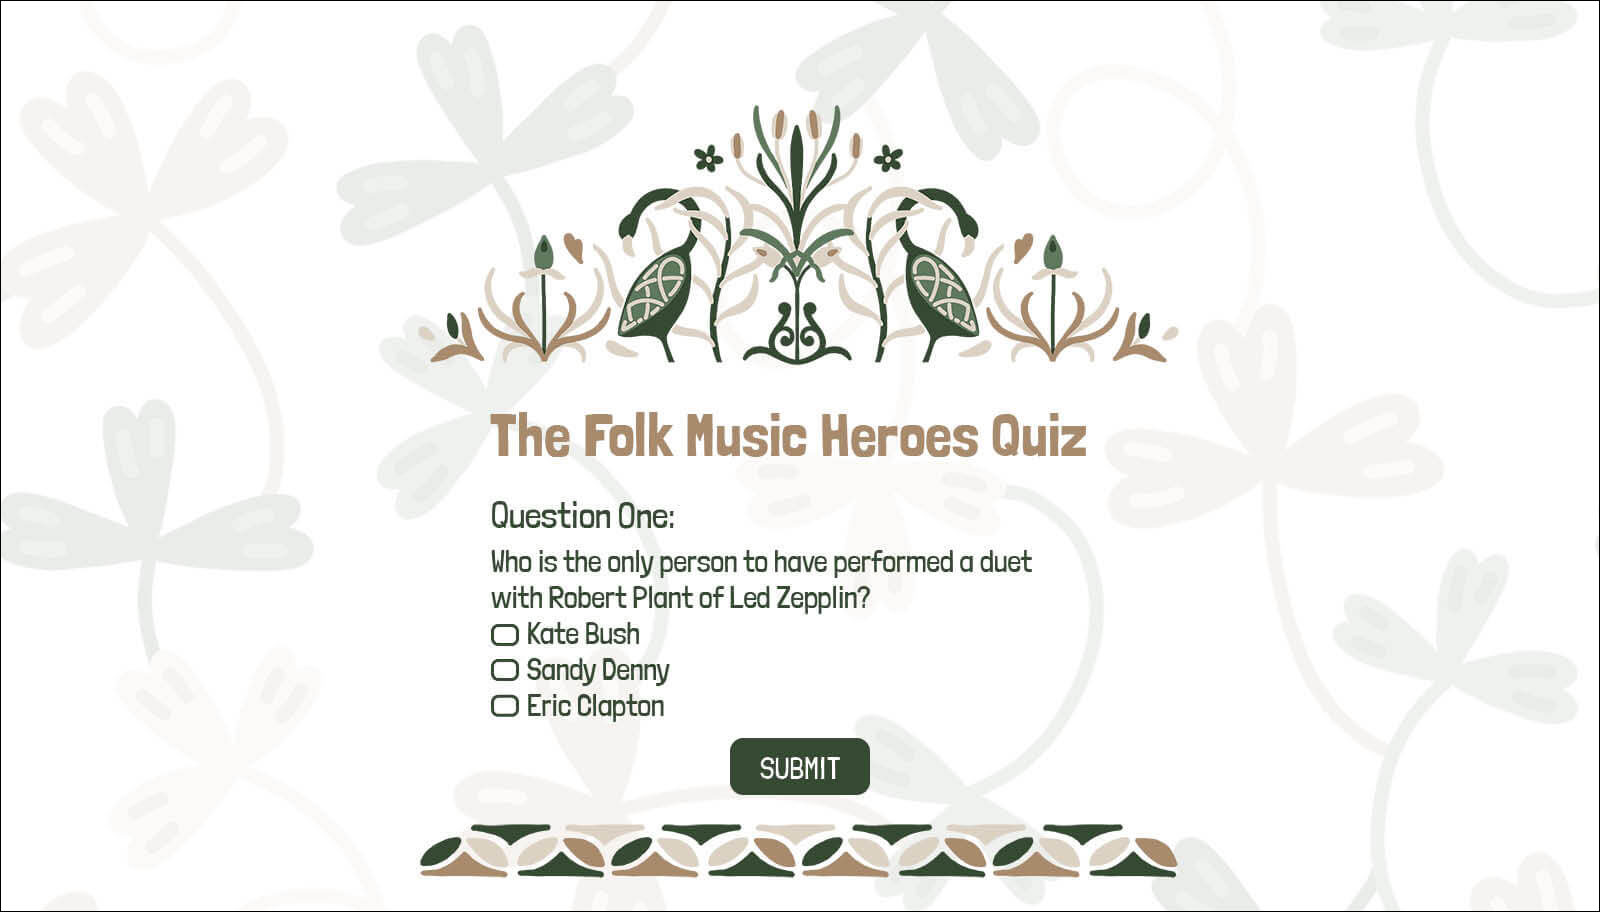 The Folk Music Heroes Quiz
Question One:
Who is the only person to have performed a duet
with Robert Plant of Led Zepplin?
Kate Bush
Sandy Denny
Eric Clapton
SUBMIT